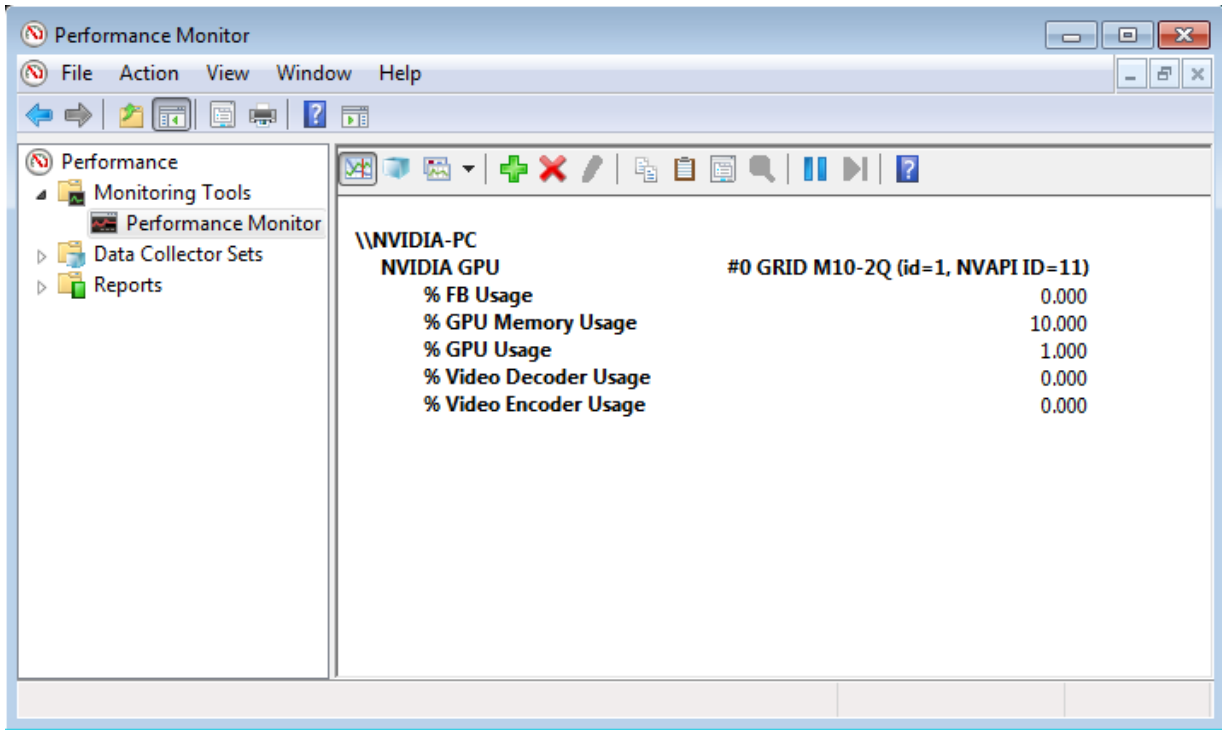 Performance Monitor
File Action View Window Help
Performance
Monitoring Tools
Performance Monitor
Data Collector Sets
Reports
\\NVIDIA-PC
NVIDIA GPU #0 GRID M10-2Q (id=1, NVAPI ID=11)
% FB Usage 0.000
% GPU Memory Usage 10.000
% GPU Usage 1.000
% Video Decoder Usage 0.000
% Video Encoder Usage 0.000